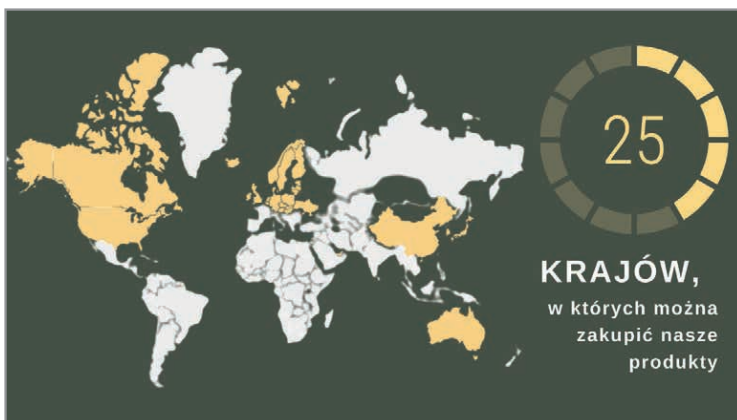 25
KRAJÓW,
w których można
zakupić nasze
produkty